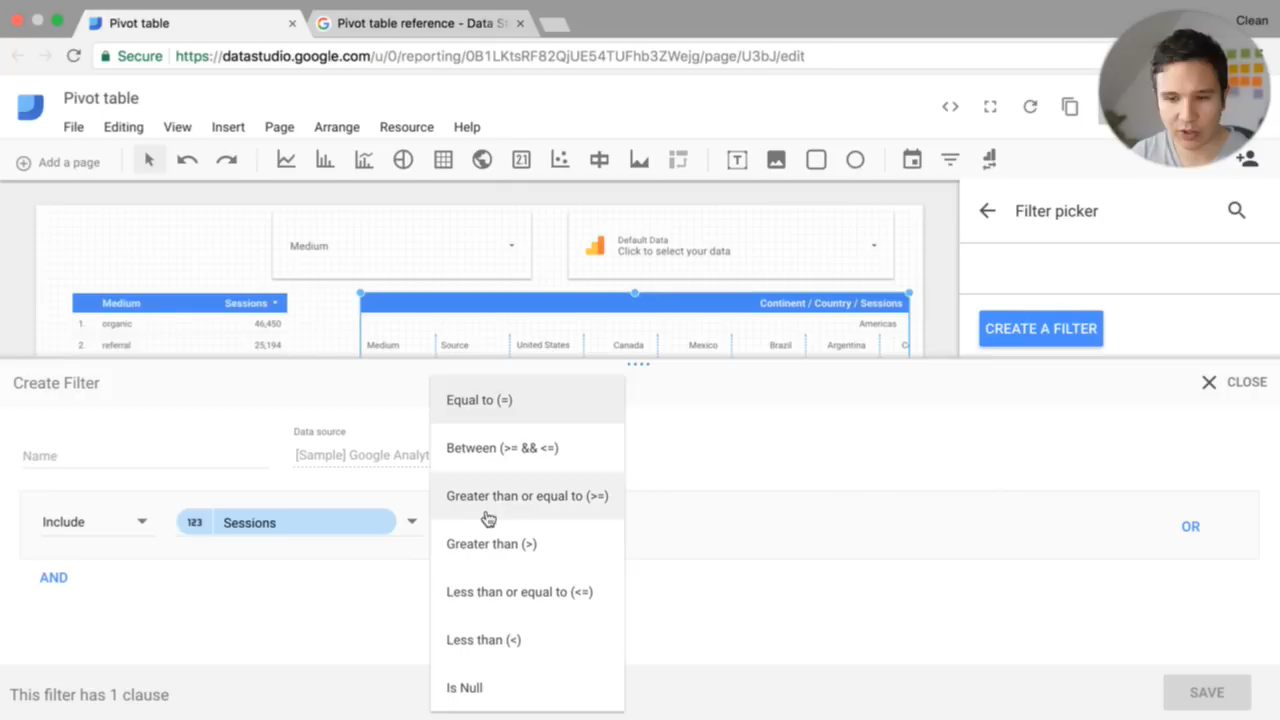 Pivot table
Pivot table reference - Data St
Clean
Secure
https://datastudio.google.com/u/0/reporting/0B1LKtsRF82QjUE54TUFhb3ZWejg/page/U3bJ/edit
Pivot table
File Editing View Insert Page Arrange Resource Help
Add a page
21
T
Filter picker
Medium
Default Data
Click to select your data
Medium Sessions
1. organic 46,450
2. referral 25,194
Continent / Country / Sessions
Americas
Medium Source United States Canada Mexico Brazil Argentina C
CREATE A FILTER
Create Filter
CLOSE
Name
Data source
[Sample] Google Analyt
Include
123 Sessions
OR
AND
Equal to (=)
Between (>= && <=)
Greater than or equal to (>=)
Greater than (>)
Less than or equal to (<=)
Less than (<)
Is Null
This filter has 1 clause
SAVE